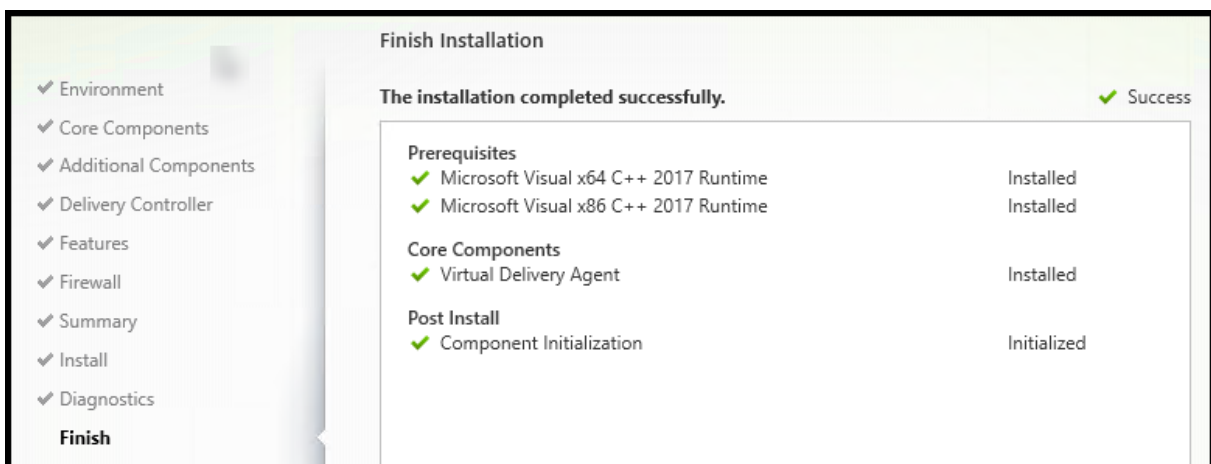 Environment
Core Components
Additional Components
Delivery Controller
Features
Firewall
Summary
Install
Diagnostics
Finish
Finish Installation
The installation completed successfully. Success
Prerequisites
Microsoft Visual x64 C++ 2017 Runtime Installed
Microsoft Visual x86 C++ 2017 Runtime Installed
Core Components
Virtual Delivery Agent Installed
Post Install
Component Initialization Initialized